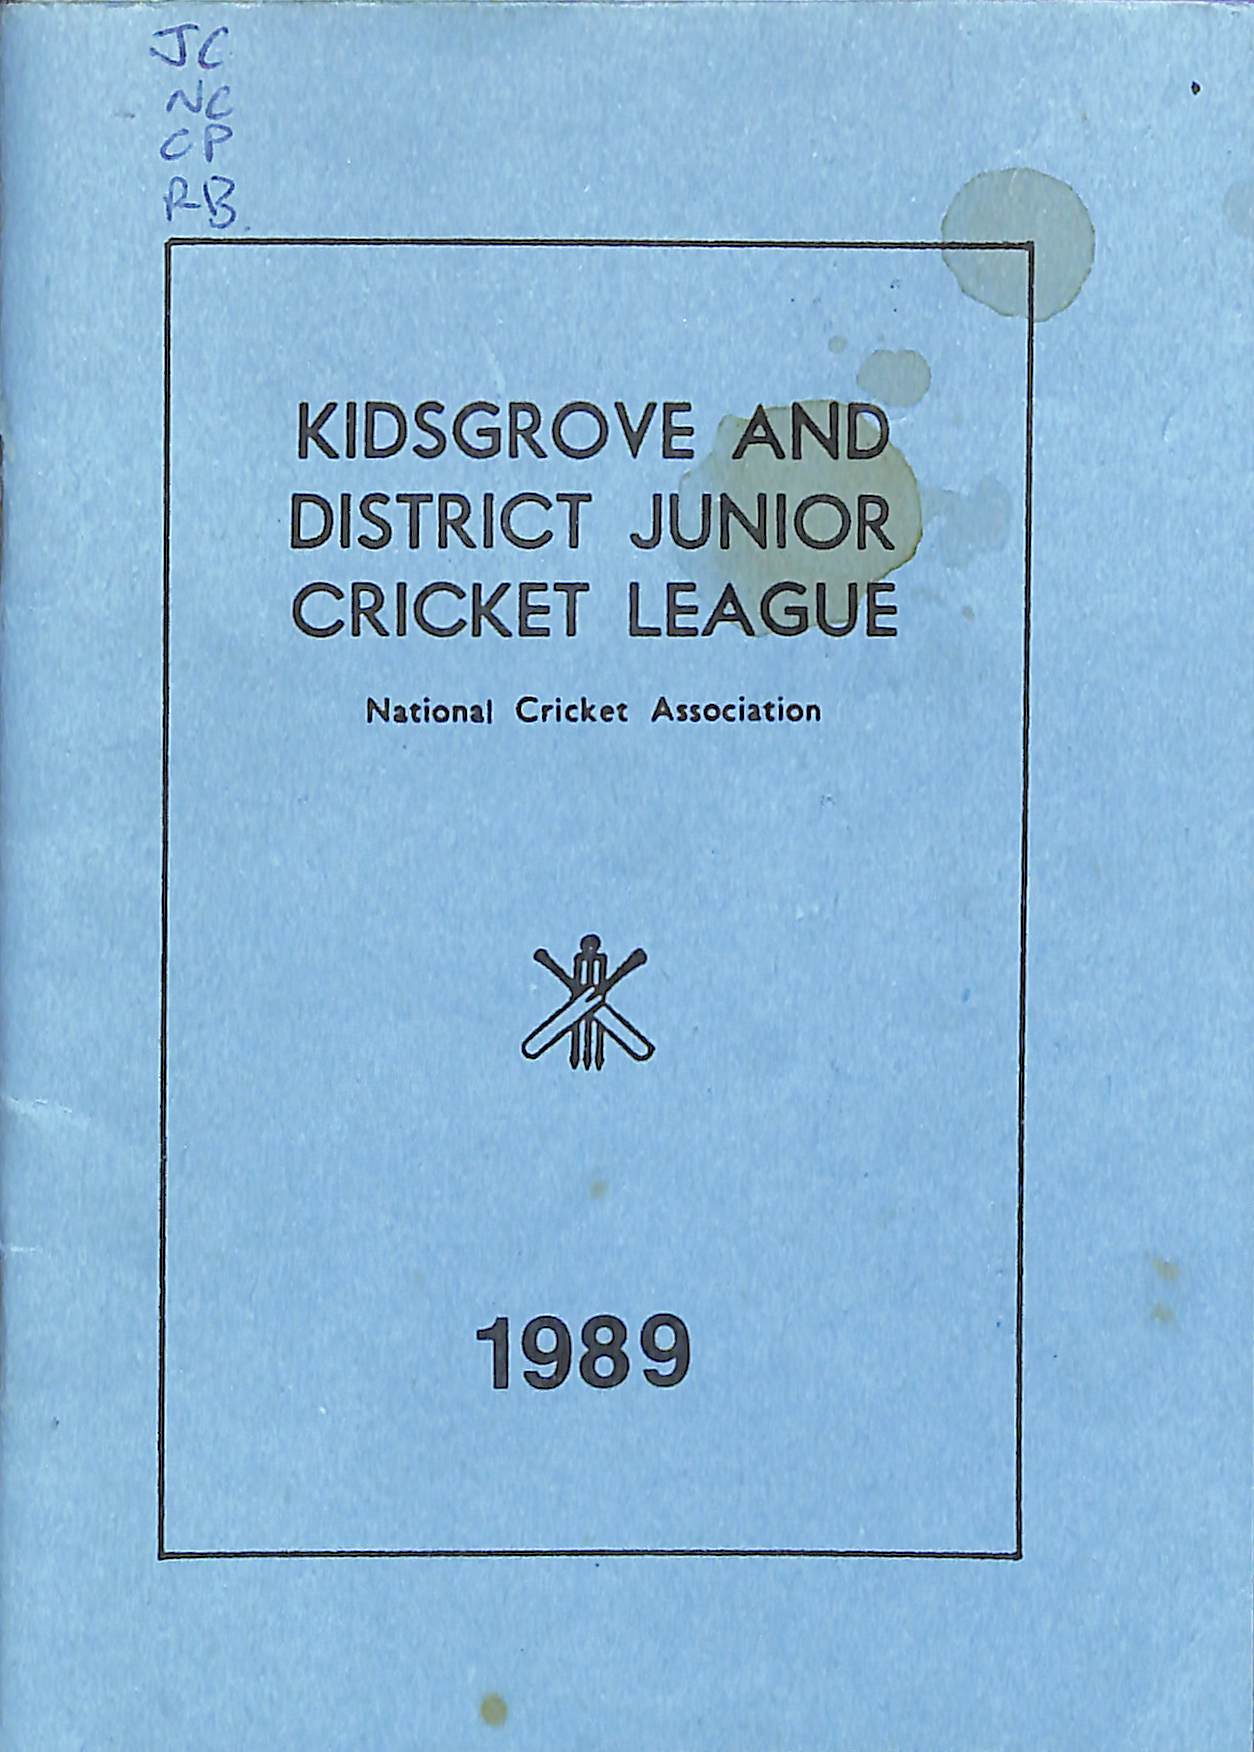 JC
NC
CP
RB.
KIDSGROVE AND
DISTRICT JUNIOR
CRICKET LEAGUE
National Cricket Association
1989